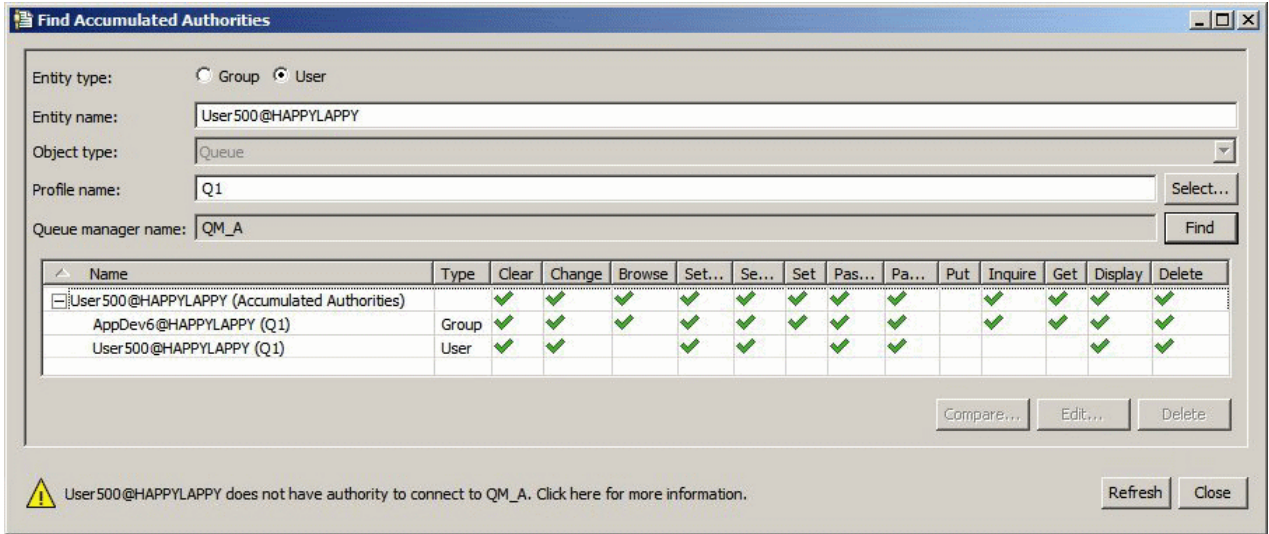 Find Accumulated Authorities
Entity type: Group User
Entity name: User500@HAPPYLAPPY
Object type: Queue
Profile name: Q1 Select...
Queue manager name: QM_A Find
Name Type Clear Change Browse Set... Se... Set Pas... Pa... Put Inquire Get Display Delete
User500@HAPPYLAPPY (Accumulated Authorities)
AppDev6@HAPPYLAPPY (Q1) Group
User500@HAPPYLAPPY (Q1) User
Compare... Edit... Delete
User500@HAPPYLAPPY does not have authority to connect to QM_A. Click here for more information. Refresh Close